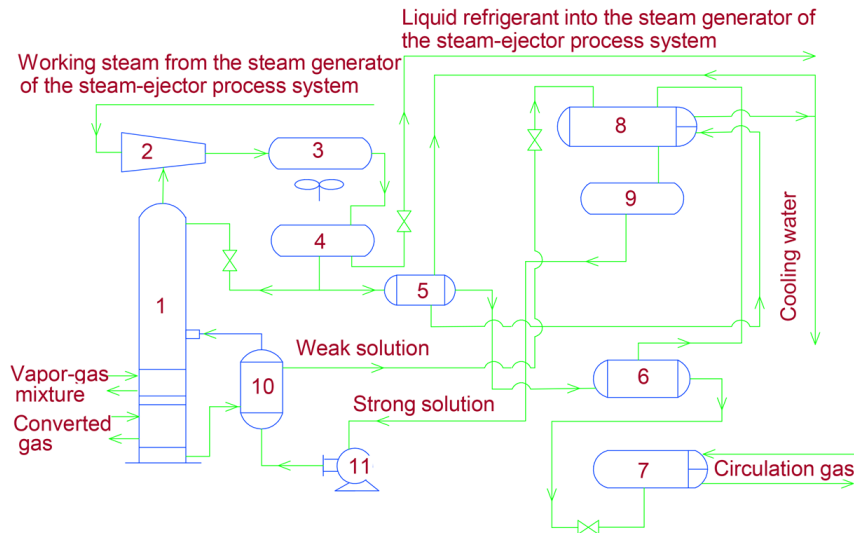 Liquid refrigerant into the steam generator of
the steam-ejector process system
Working steam from the steam generator
of the steam-ejector process system
8
2
3
9
4
Cooling water
5
1
Weak solution
6
Vapor-gas
mixture
10
Strong solution
Converted
gas
11
7
Circulation gas